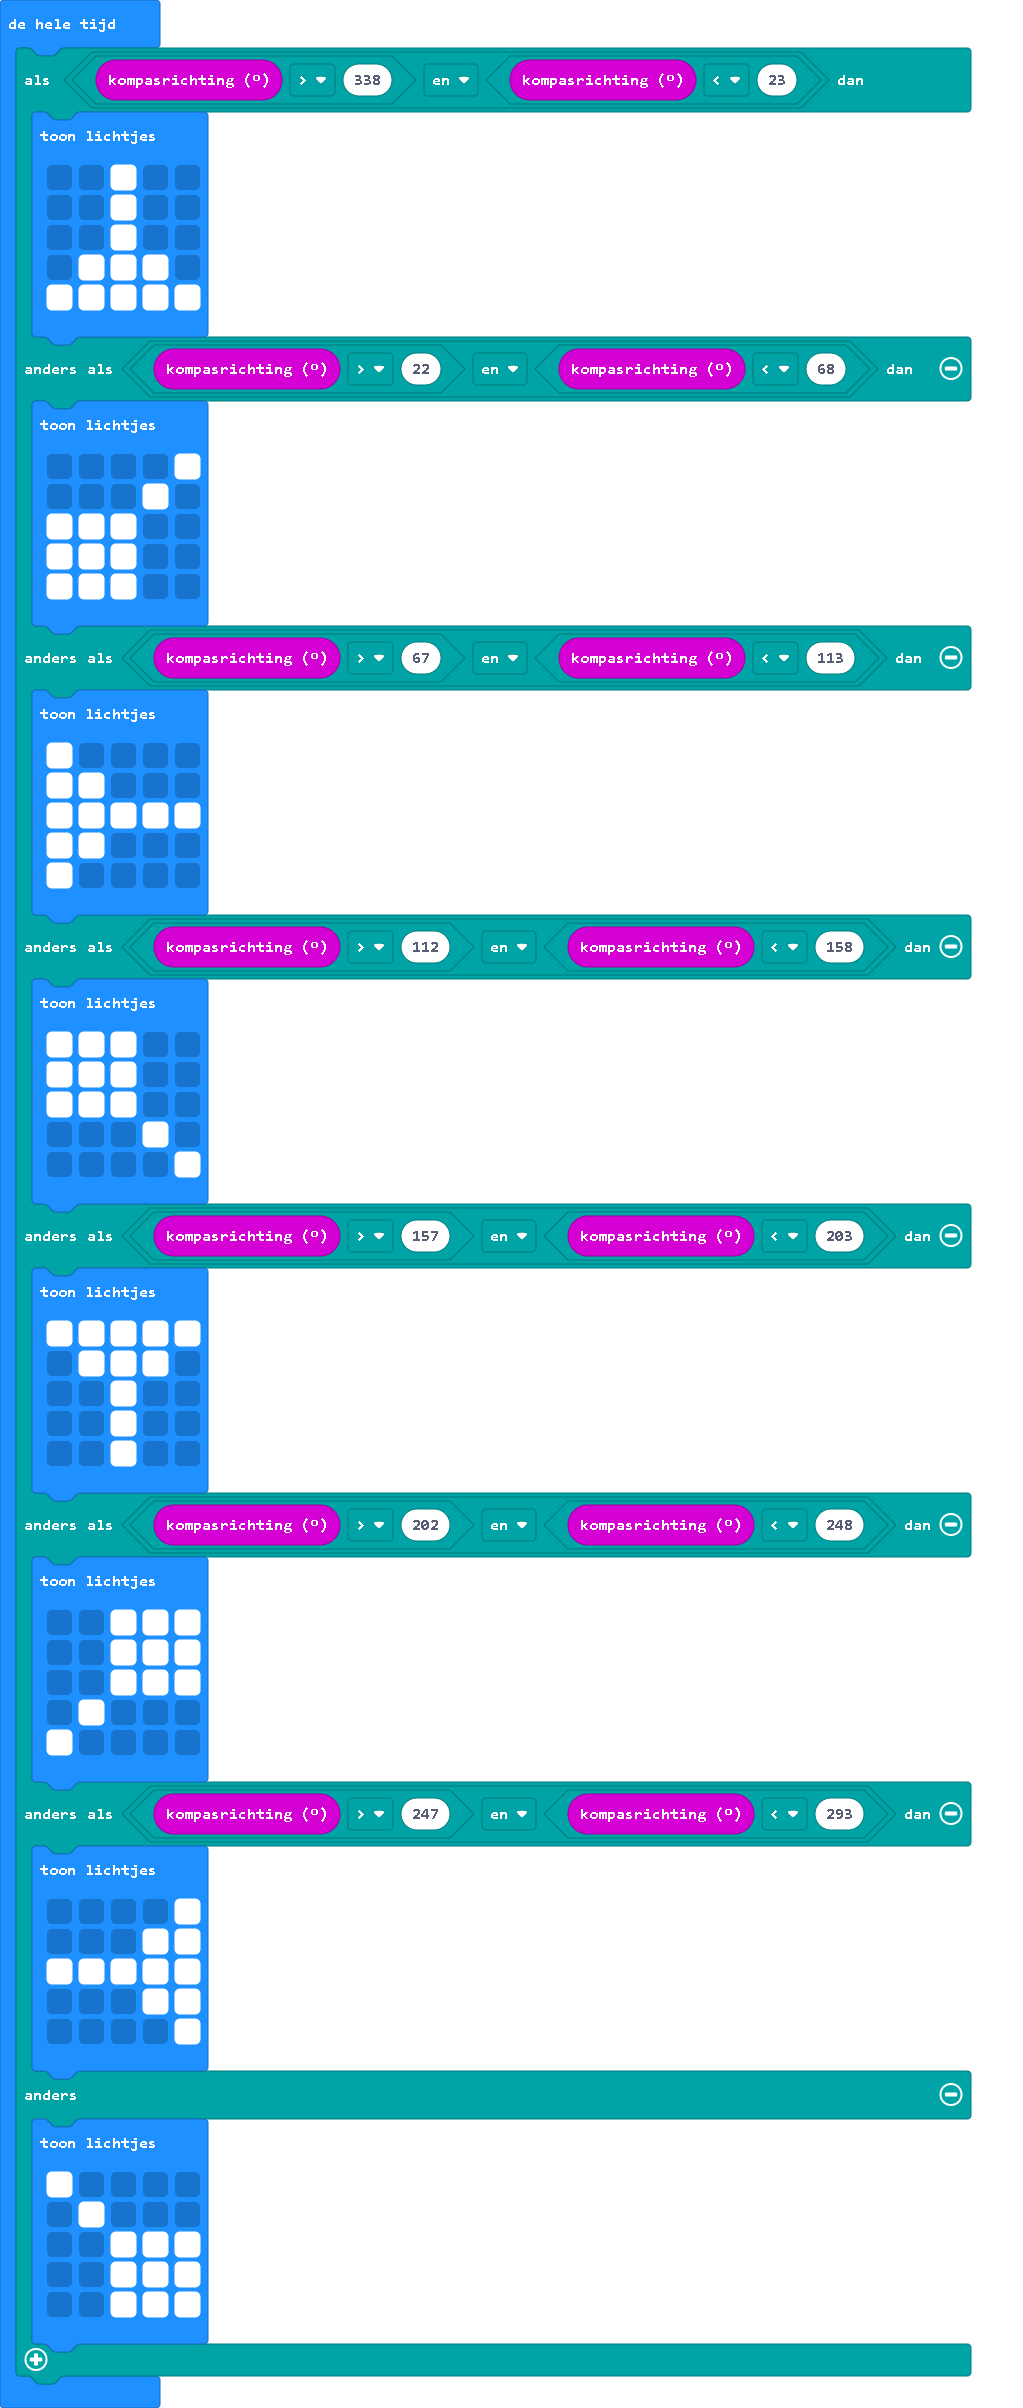 de hele tijd
als kompasrichting (°) > 338 en kompasrichting (°) < 23 dan
toon lichtjes
anders als kompasrichting (°) > 22 en kompasrichting (°) < 68 dan
toon lichtjes
anders als kompasrichting (°) > 67 en kompasrichting (°) < 113 dan
toon lichtjes
anders als kompasrichting (°) > 112 en kompasrichting (°) < 158 dan
toon lichtjes
anders als kompasrichting (°) > 157 en kompasrichting (°) < 203 dan
toon lichtjes
anders als kompasrichting (°) > 202 en kompasrichting (°) < 248 dan
toon lichtjes
anders als kompasrichting (°) > 247 en kompasrichting (°) < 293 dan
toon lichtjes
anders
toon lichtjes